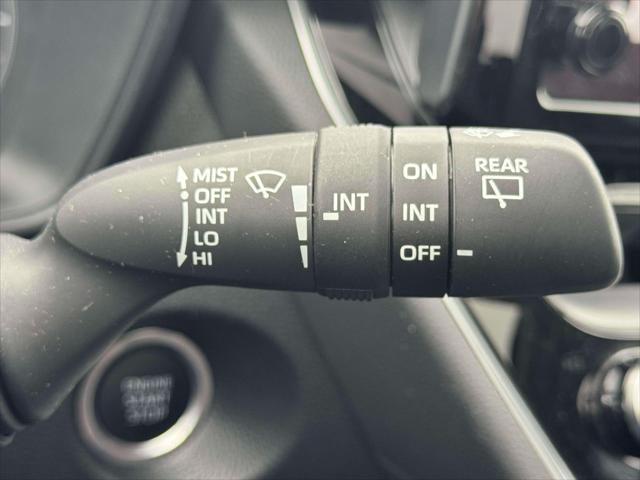 MIST
OFF
INT
LO
HI
INT
ON
INT
OFF
REAR
ENGINE
START
STOP